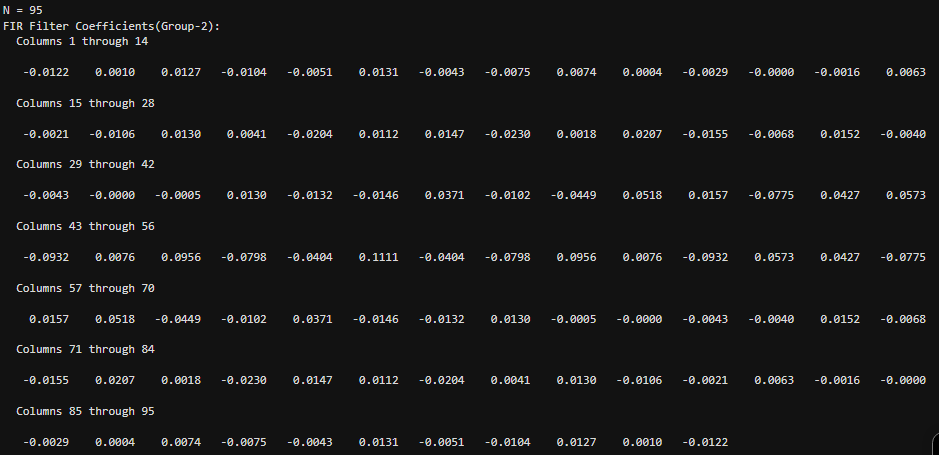 N = 95
FIR Filter Coefficients(Group-2):
Columns 1 through 14
-0.0122 0.0010 0.0127 -0.0104 -0.0051 0.0131 -0.0043 -0.0075 0.0074 0.0004 -0.0029 -0.0000 -0.0016 0.0063
Columns 15 through 28
-0.0021 -0.0106 0.0130 0.0041 -0.0204 0.0112 0.0147 -0.0230 0.0018 0.0207 -0.0155 -0.0068 0.0152 -0.0040
Columns 29 through 42
-0.0043 -0.0000 -0.0005 0.0130 -0.0132 -0.0146 0.0371 -0.0102 -0.0449 0.0518 0.0157 -0.0775 0.0427 0.0573
Columns 43 through 56
-0.0932 0.0076 0.0956 -0.0798 -0.0404 0.1111 -0.0404 -0.0798 0.0956 0.0076 -0.0932 0.0573 0.0427 -0.0775
Columns 57 through 70
0.0157 0.0518 -0.0449 -0.0102 0.0371 -0.0146 -0.0132 0.0130 -0.0005 -0.0000 -0.0043 -0.0040 0.0152 -0.0068
Columns 71 through 84
-0.0155 0.0207 0.0018 -0.0230 0.0147 0.0112 -0.0204 0.0041 0.0130 -0.0106 -0.0021 0.0063 -0.0016 -0.0000
Columns 85 through 95
-0.0029 0.0004 0.0074 -0.0075 -0.0043 0.0131 -0.0051 -0.0104 0.0127 0.0010 -0.0122